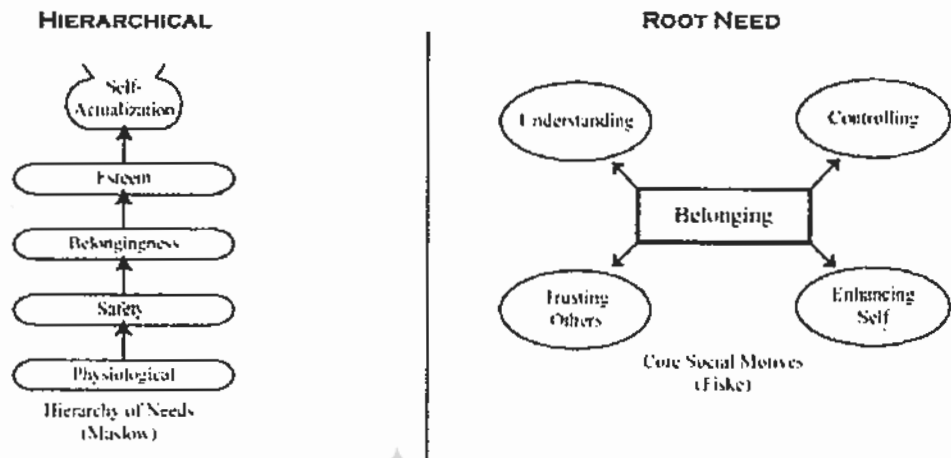 HIERARCHICAL
Self-
Actualization
Esteem
Belongingness
Safety
Physiological
Hierarchy of Needs
(Maslow)
ROOT NEED
Understanding
Controlling
Belonging
Trusting
Others
Enhancing
Self
Core Social Motives
(Fiske)